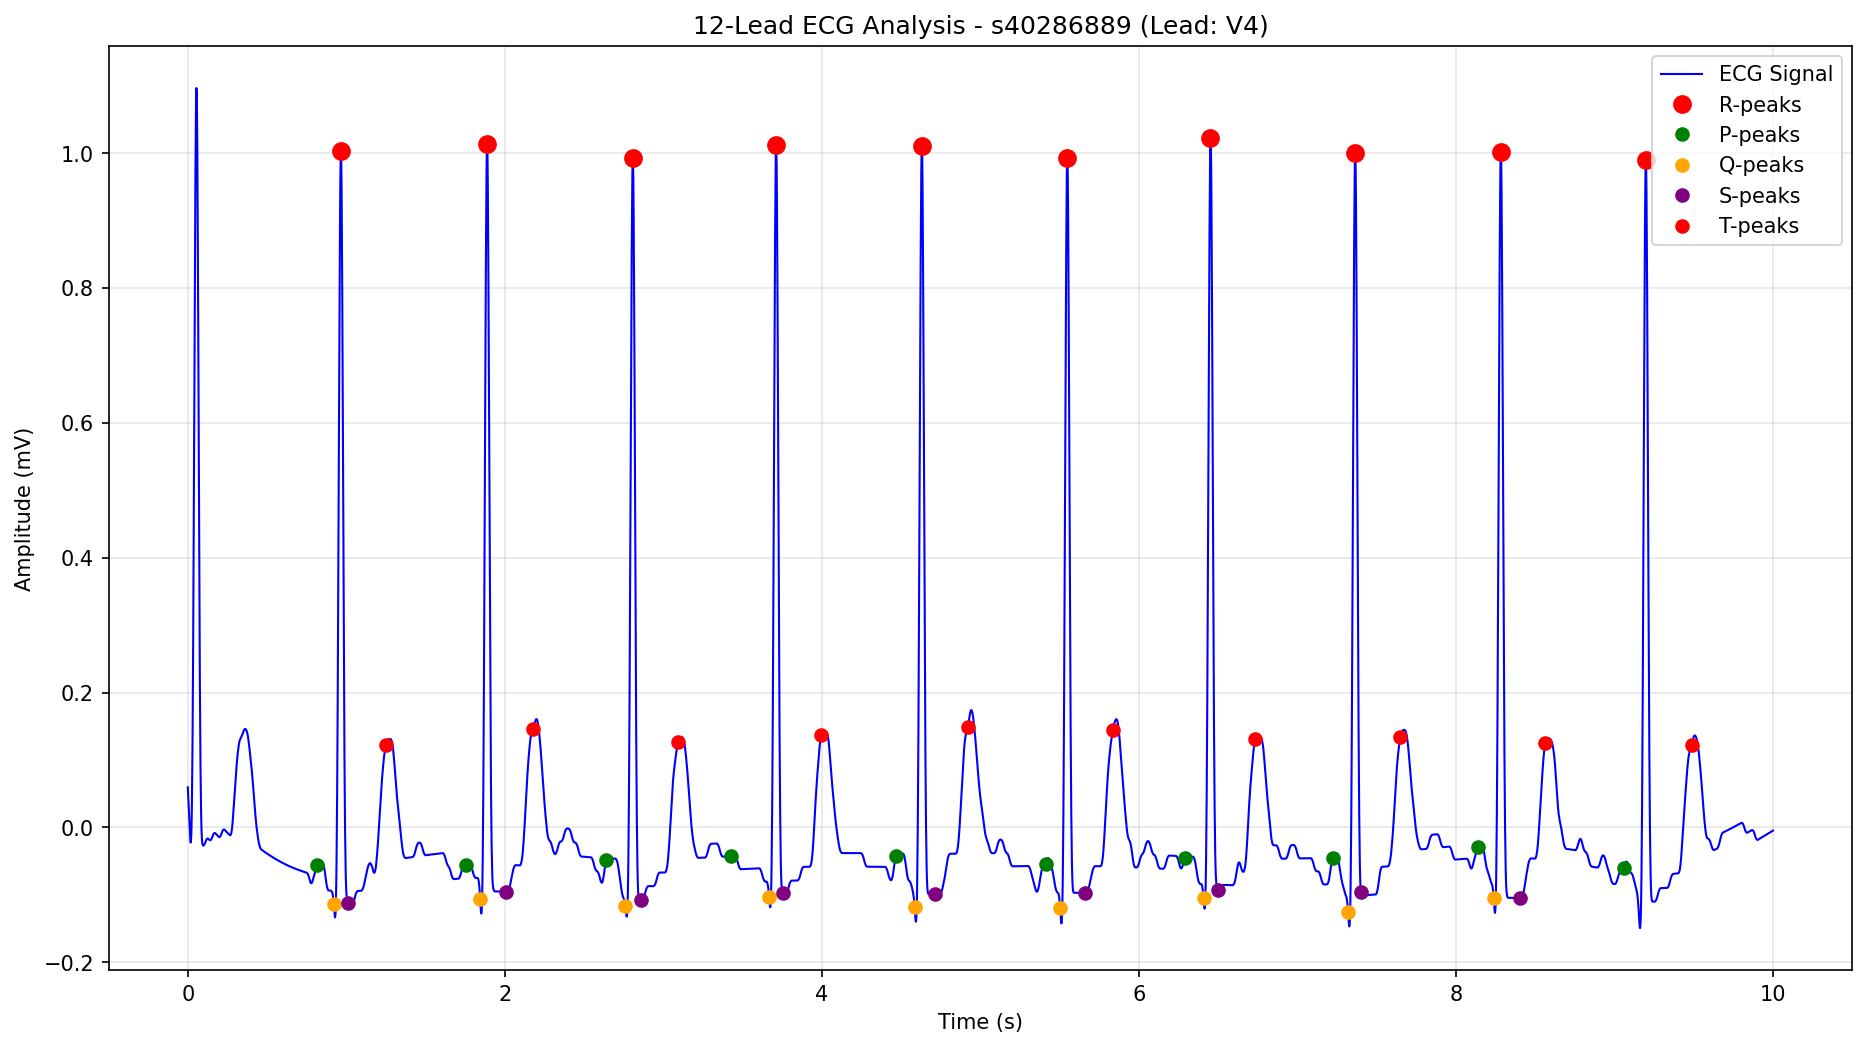 12-Lead ECG Analysis - s40286889 (Lead: V4)
ECG Signal
R-peaks
P-peaks
Q-peaks
S-peaks
T-peaks
Amplitude (mV)
1.0
0.8
0.6
0.4
0.2
0.0
−0.2
0 2 4 6 8 10
Time (s)